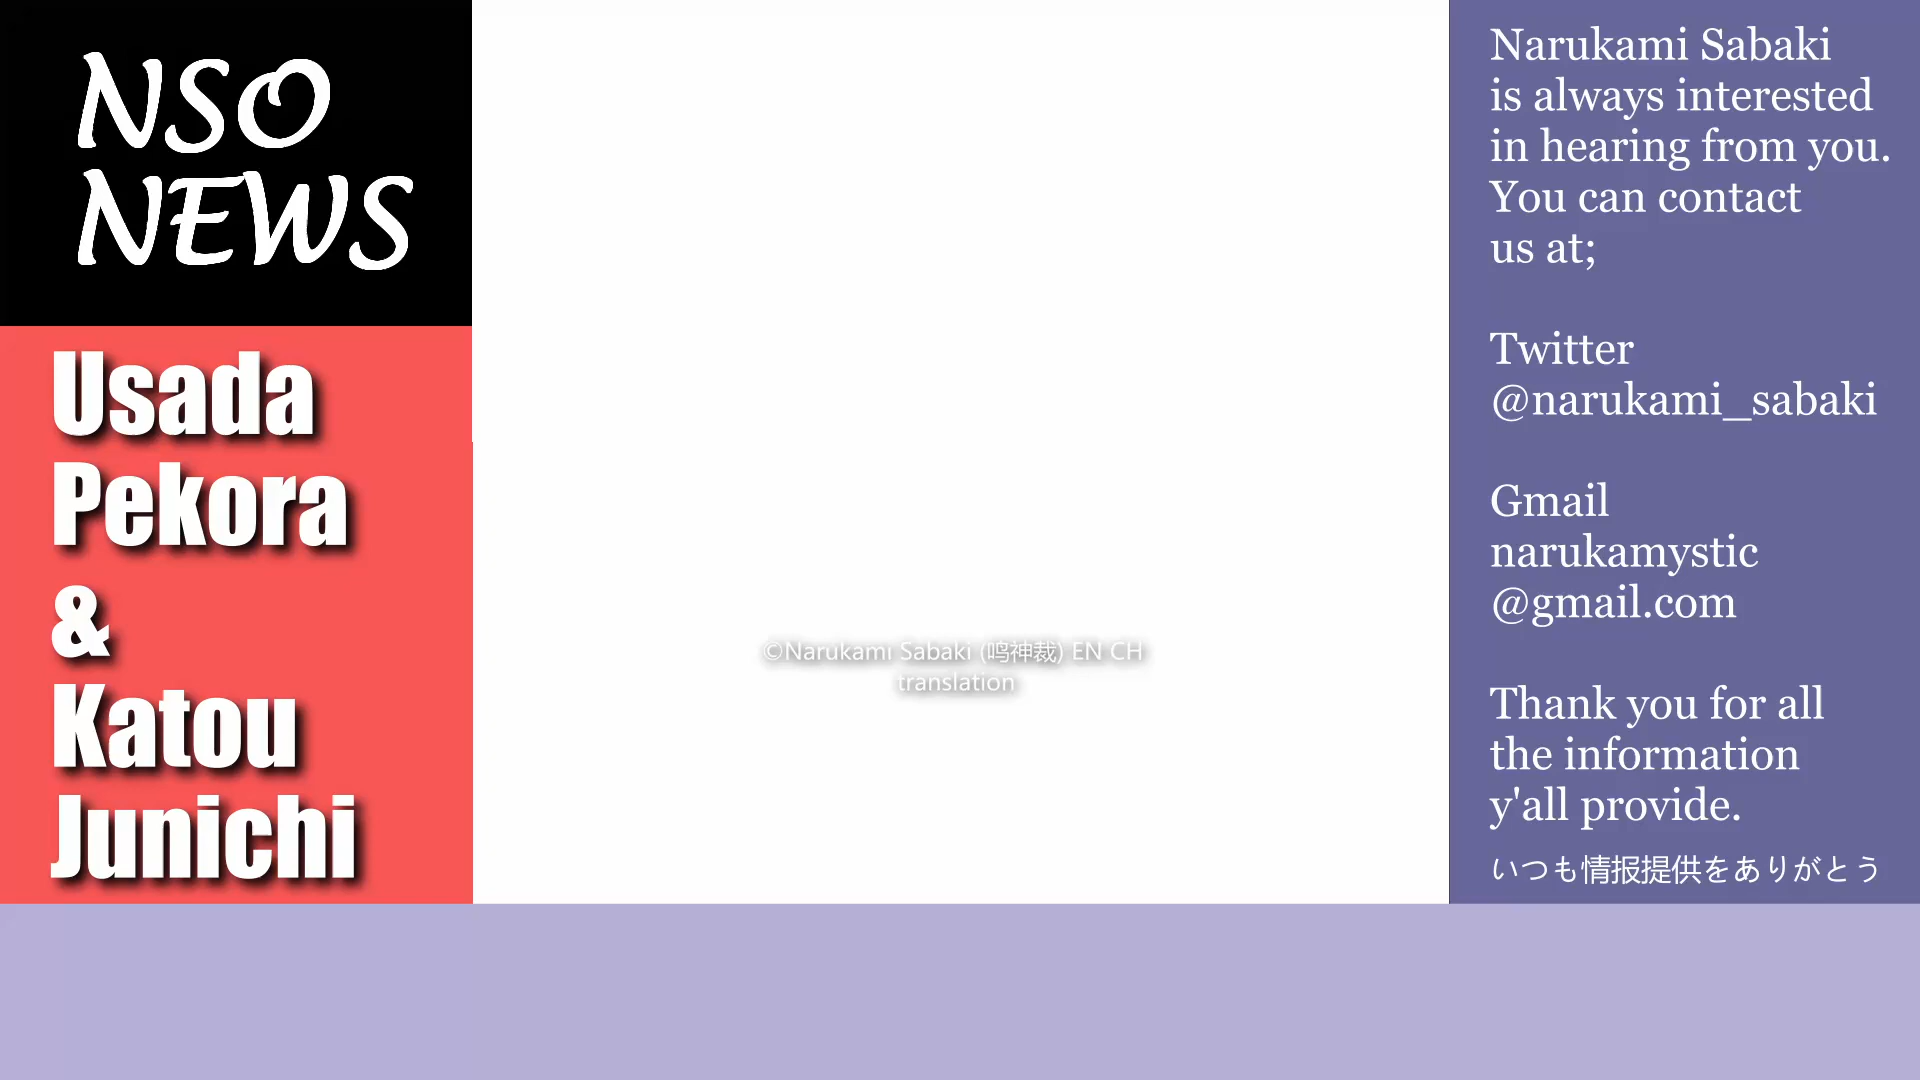 NSO
NEWS
Usada
Pekora
&
Katou
Junichi
©Narukami Sabaki (鸣神裁) EN CH
translation
Narukami Sabaki
is always interested
in hearing from you.
You can contact
us at;
Twitter
@narukami_sabaki
Gmail
narukamystic
@gmail.com
Thank you for all
the information
y'all provide.
いつも情报提供をありがとう